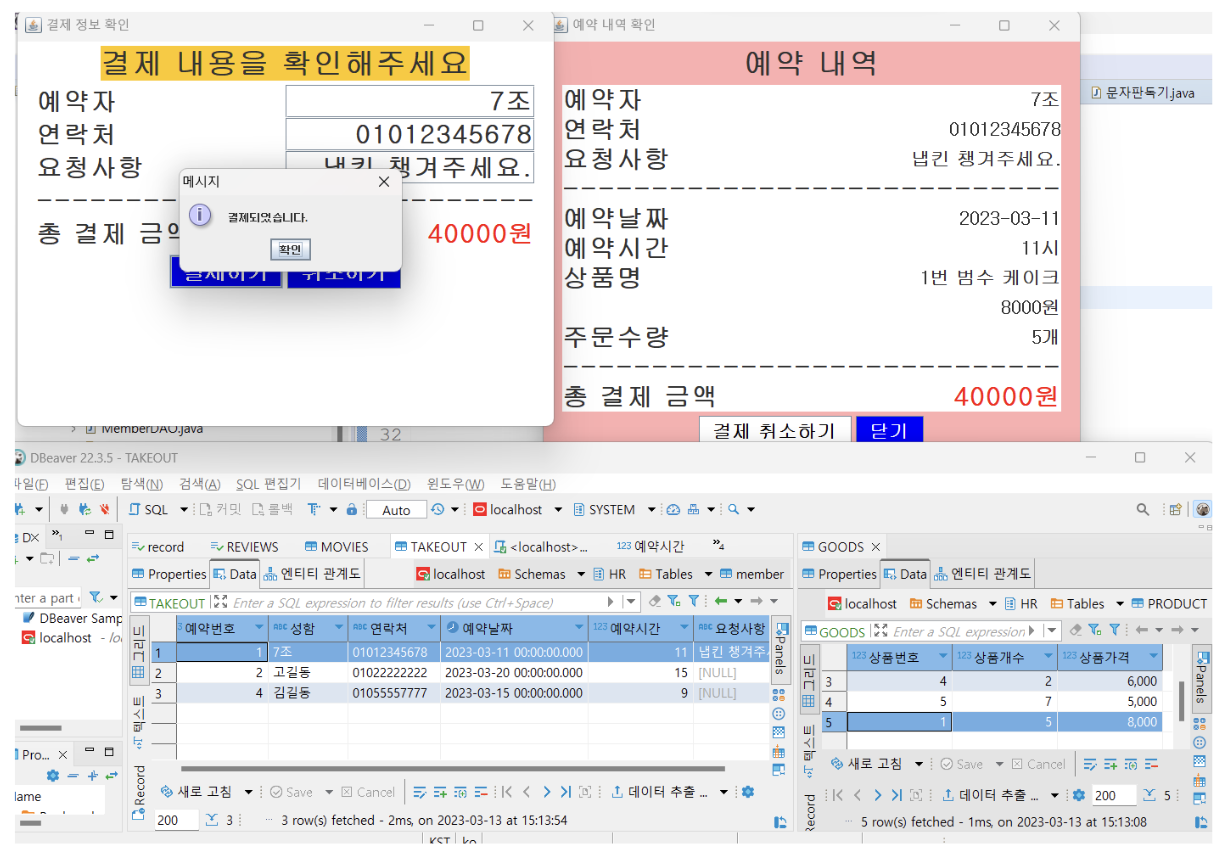 결제 정보 확인
결제 내용을 확인해주세요
예약자 7조
연락처 01012345678
요청사항 냅킨 챙겨주세요.
총 결제 금액 40000원
결제하기 취소하기
메시지
결제되었습니다.
확인
예약 내역 확인
예약 내역
예약자 7조
연락처 01012345678
요청사항 냅킨 챙겨주세요.
예약날짜 2023-03-11
예약시간 11시
상품명 1번 범수 케이크
8000원
주문수량 5개
총 결제 금액 40000원
결제 취소하기 닫기
문자판독기.java
MemberDAO.java
32
DBeaver 22.3.5 - TAKEOUT
파일(F) 편집(E) 탐색(N) 검색(A) SQL 편집기 데이터베이스(D) 윈도우(W) 도움말(H)
SQL 커밋 롤백 Auto localhost SYSTEM
record REVIEWS MOVIES TAKEOUT <localhost>... 123 예약시간 4
Properties Data 엔티티 관계도 localhost Schemas HR Tables member
TAKEOUT Enter a SQL expression to filter results (use Ctrl+Space)
예약번호 ABC 성함 ABC 연락처 예약날짜 123 예약시간 ABC 요청사항
1 1 7조 01012345678 2023-03-11 00:00:00.000 11 냅킨 챙겨주
2 2 고길동 01022222222 2023-03-20 00:00:00.000 15 [NULL]
3 4 김길동 01055557777 2023-03-15 00:00:00.000 9 [NULL]
그리드
텍스트
Record
Panels
새로 고침 Save Cancel 데이터 추출 ...
200 3 3 row(s) fetched - 2ms, on 2023-03-13 at 15:13:54
DBeaver Samp
localhost
Pro...
KST ko
GOODS
Properties Data 엔티티 관계도
localhost Schemas HR Tables PRODUCT
GOODS Enter a SQL expression
123 상품번호 123 상품개수 123 상품가격
3 4 2 6,000
4 5 7 5,000
5 1 5 8,000
그리드
텍스트
Record
Panels
새로 고침 Save Cancel
데이터 추출 ... 200 5
5 row(s) fetched - 1ms, on 2023-03-13 at 15:13:08